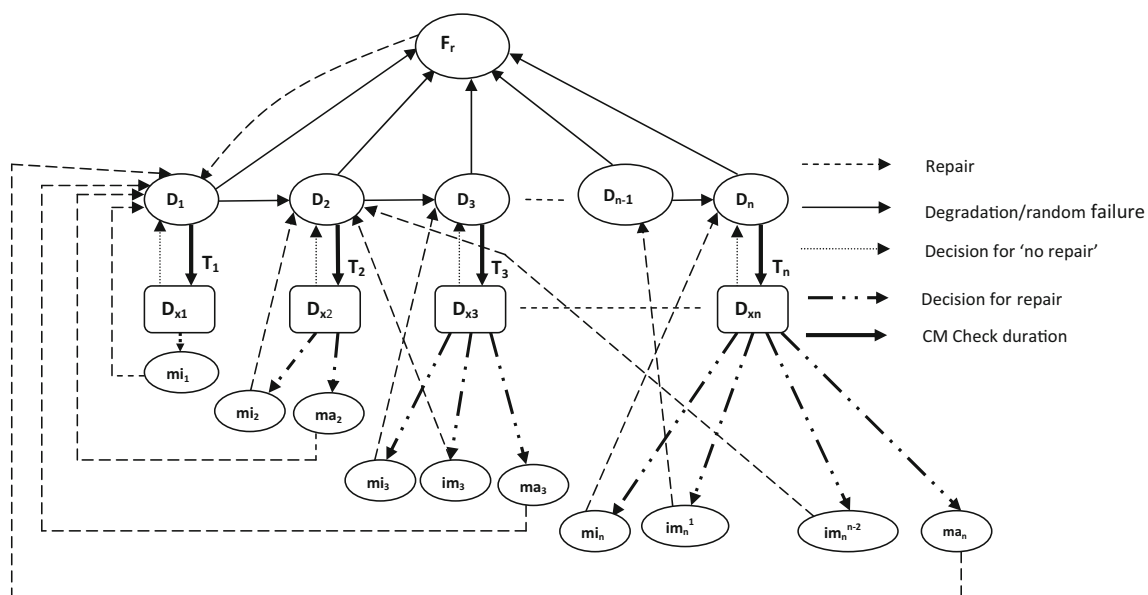 Fr
D1
D2
D3
Dn-1
Dn
Repair
Degradation/random failure
Decision for 'no repair'
Decision for repair
CM Check duration
T1
T2
T3
Tn
Dx1
Dx2
Dx3
Dxn
mi1
mi2
ma2
mi3
im3
ma3
min
imn1
imnn-2
man